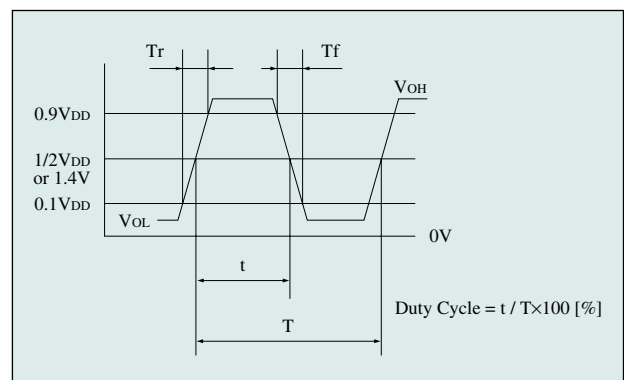 Tr Tf
VOH
0.9VDD
1/2VDD
or 1.4V
0.1VDD
VOL
0V
t
Duty Cycle = t / T×100 [%]
T